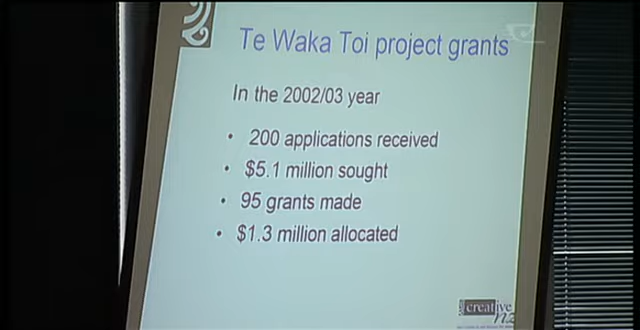 Te Waka Toi project grants
In the 2002/03 year
• 200 applications received
• $5.1 million sought
• 95 grants made
• $1.3 million allocated
creative
nz